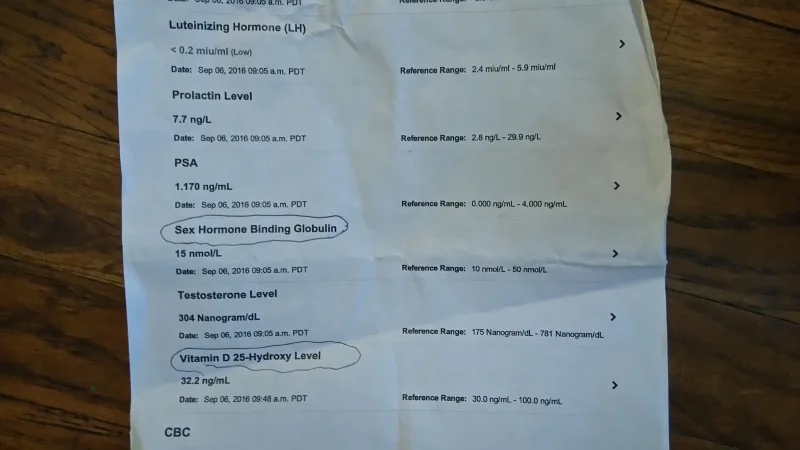 Sep 06, 2016 09:05 a.m. PDT
Luteinizing Hormone (LH)
< 0.2 miu/ml (Low)
Date: Sep 06, 2016 09:05 a.m. PDT Reference Range: 2.4 miu/ml - 5.9 miu/ml
Prolactin Level
7.7 ng/L
Date: Sep 06, 2016 09:05 a.m. PDT Reference Range: 2.8 ng/L - 29.9 ng/L
PSA
1.170 ng/mL
Date: Sep 06, 2016 09:05 a.m. PDT Reference Range: 0.000 ng/mL - 4.000 ng/mL
Sex Hormone Binding Globulin
15 nmol/L
Date: Sep 06, 2016 09:05 a.m. PDT Reference Range: 10 nmol/L - 50 nmol/L
Testosterone Level
304 Nanogram/dL
Date: Sep 06, 2016 09:05 a.m. PDT Reference Range: 175 Nanogram/dL - 781 Nanogram/dL
Vitamin D 25-Hydroxy Level
32.2 ng/mL
Date: Sep 06, 2016 09:48 a.m. PDT Reference Range: 30.0 ng/mL - 100.0 ng/mL
CBC